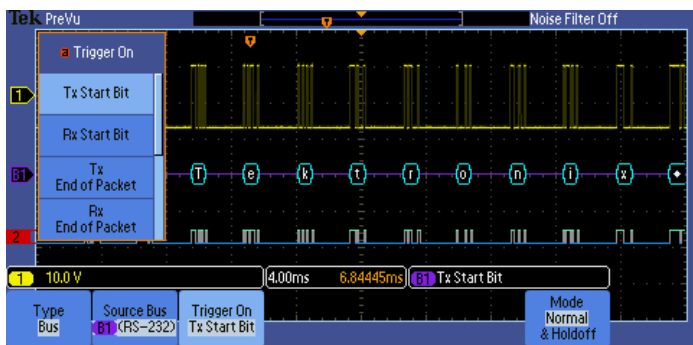 Tek PreVu
Noise Filter Off
a Trigger On
Tx Start Bit
Rx Start Bit
Tx
End of Packet
Rx
End of Packet
1
B1
2
T e k t r o n i x
1 10.0 V
4.00ms 6.84445ms
B1 Tx Start Bit
Type
Bus
Source Bus
B1 (RS-232)
Trigger On
Tx Start Bit
Mode
Normal
& Holdoff